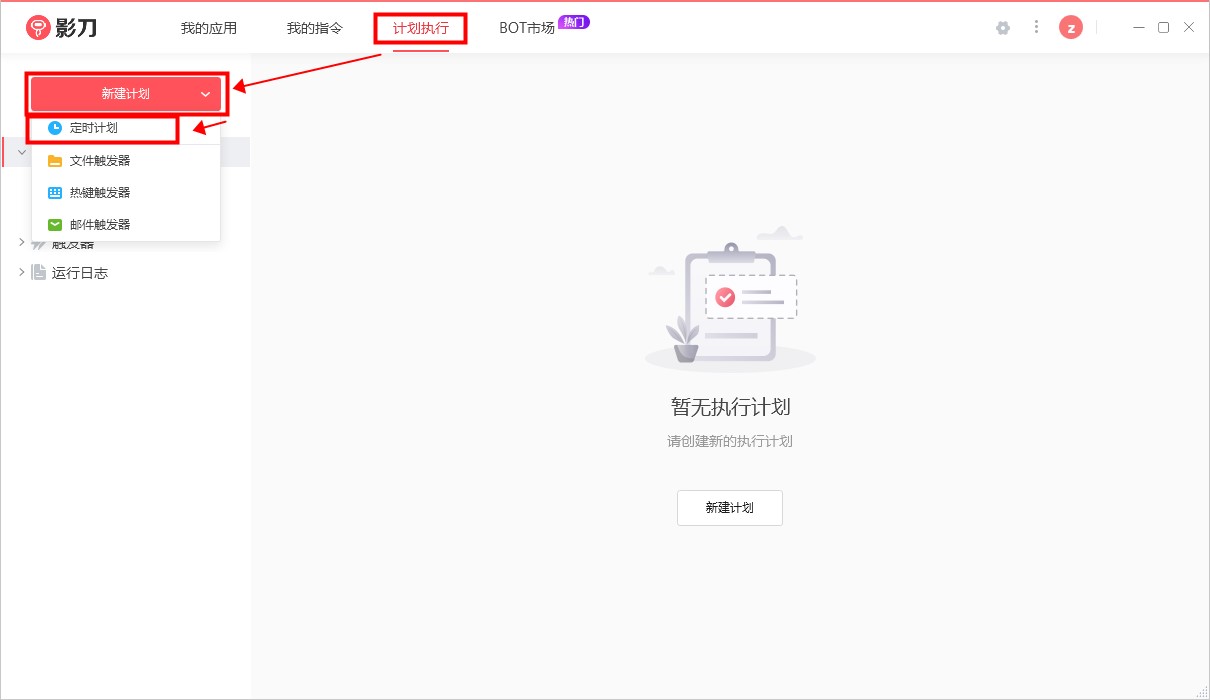 影刀
我的应用
我的指令
计划执行
BOT市场
热门
z
新建计划
定时计划
文件触发器
热键触发器
邮件触发器
触发器
运行日志
暂无执行计划
请创建新的执行计划
新建计划